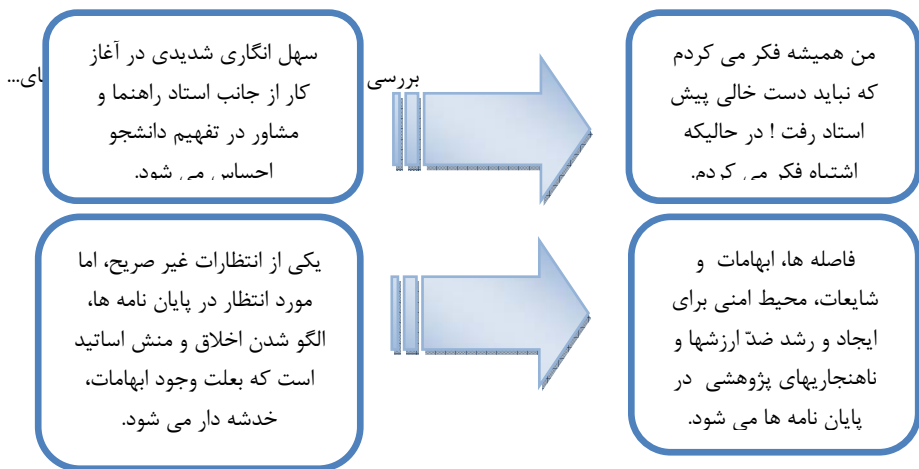 بررسی
ای...
من همیشه فکر می کردم
که نباید دست خالی پیش
استاد رفت ! در حالیکه
اشتباه فکر می کردم.
سهل انگاری شدیدی در آغاز
کار از جانب استاد راهنما و
مشاور در تفهیم دانشجو
احساس می شود.
فاصله ها، ابهامات و
شایعات، محیط امنی برای
ایجاد و رشد ضدّ ارزشها و
ناهنجاریهای پژوهشی در
پایان نامه ها می شود.
یکی از انتظارات غیر صریح، اما
مورد انتظار در پایان نامه ها،
الگو شدن اخلاق و منش اساتید
است که بعلت وجود ابهامات،
خدشه دار می شود.